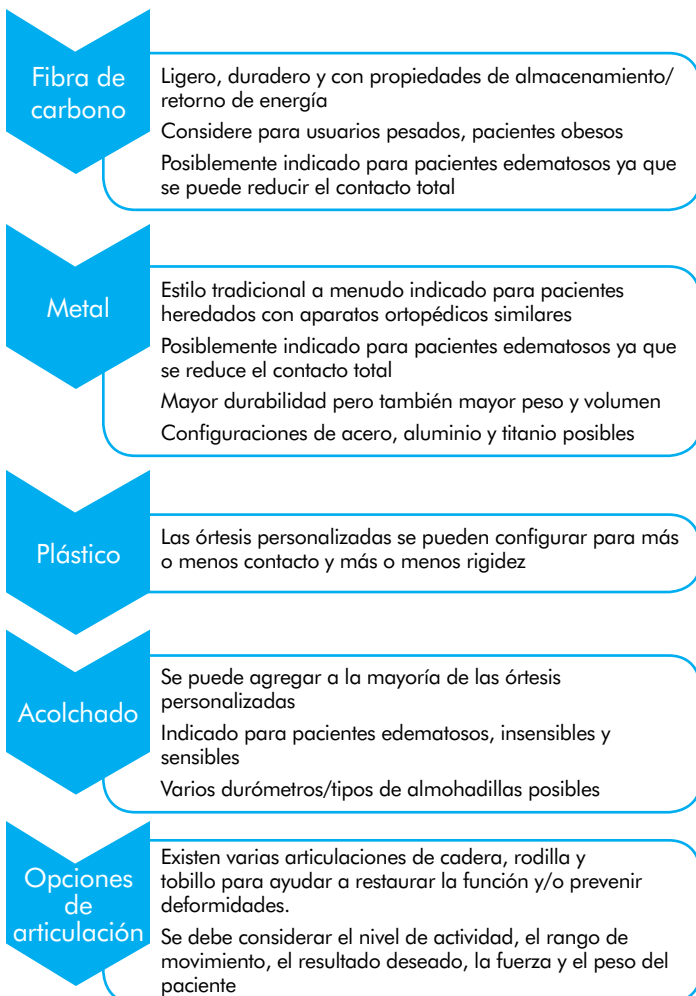 Fibra de
carbono
Ligero, duradero y con propiedades de almacenamiento/
retorno de energía
Considere para usuarios pesados, pacientes obesos
Posiblemente indicado para pacientes edematosos ya que
se puede reducir el contacto total
Metal
Estilo tradicional a menudo indicado para pacientes
heredados con aparatos ortopédicos similares
Posiblemente indicado para pacientes edematosos ya que
se reduce el contacto total
Mayor durabilidad pero también mayor peso y volumen
Configuraciones de acero, aluminio y titanio posibles
Plástico
Las órtesis personalizadas se pueden configurar para más
o menos contacto y más o menos rigidez
Acolchado
Se puede agregar a la mayoría de las órtesis
personalizadas
Indicado para pacientes edematosos, insensibles y
sensibles
Varios durómetros/tipos de almohadillas posibles
Opciones
de
articulación
Existen varias articulaciones de cadera, rodilla y
tobillo para ayudar a restaurar la función y/o prevenir
deformidades.
Se debe considerar el nivel de actividad, el rango de
movimiento, el resultado deseado, la fuerza y el peso del
paciente